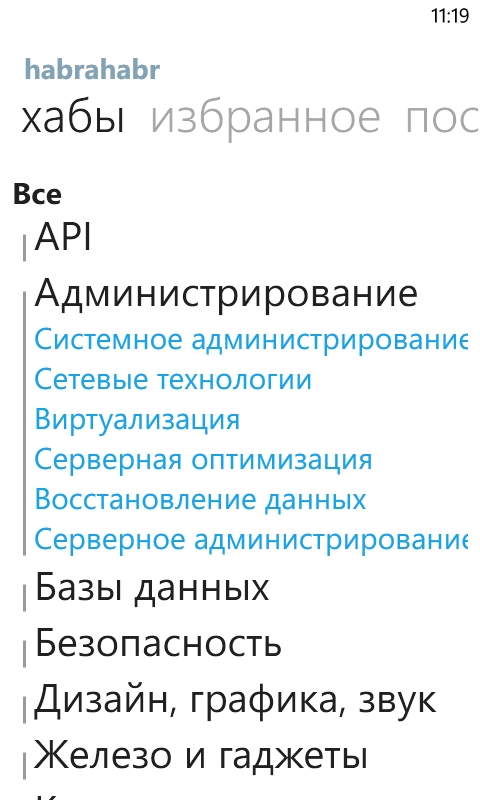 11:19
habrahabr
хабы избранное пос
Все
API
Администрирование
Системное администрирование
Сетевые технологии
Виртуализация
Серверная оптимизация
Восстановление данных
Серверное администрирование
Базы данных
Безопасность
Дизайн, графика, звук
Железо и гаджеты